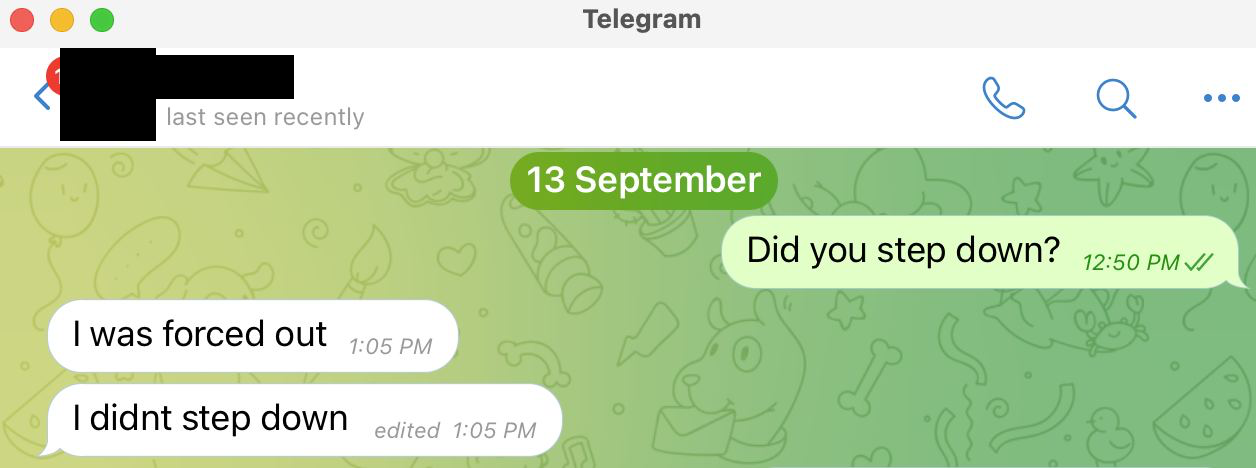 Telegram
last seen recently
13 September
Did you step down? 12:50 PM
I was forced out 1:05 PM
I didnt step down edited 1:05 PM